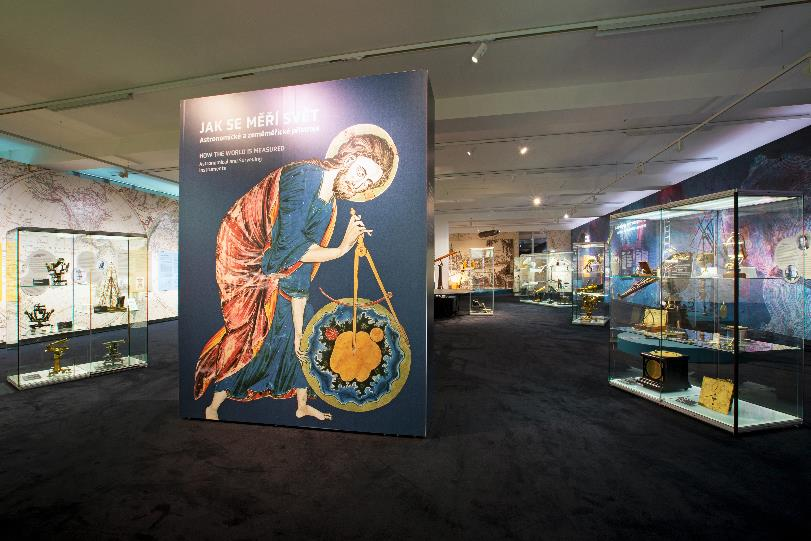 JAK SE MĚŘÍ SVĚT
Astronomické a zeměměřické přístroje
HOW THE WORLD IS MEASURED
Astronomical and Surveying
Instruments